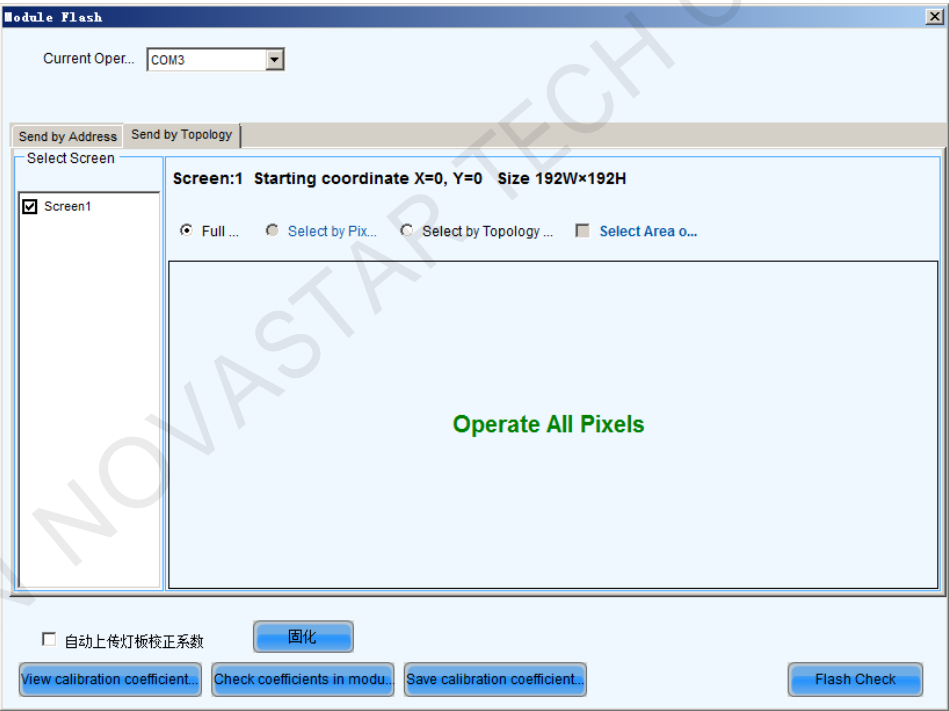 Module Flash
Current Oper... COM3
Send by Address Send by Topology
Select Screen
Screen:1 Starting coordinate X=0, Y=0 Size 192W×192H
Screen1
Full ... Select by Pix... Select by Topology ... Select Area o...
Operate All Pixels
自动上传灯板校正系数 固化
View calibration coefficient... Check coefficients in modu... Save calibration coefficient... Flash Check
NOVASTAR TECH